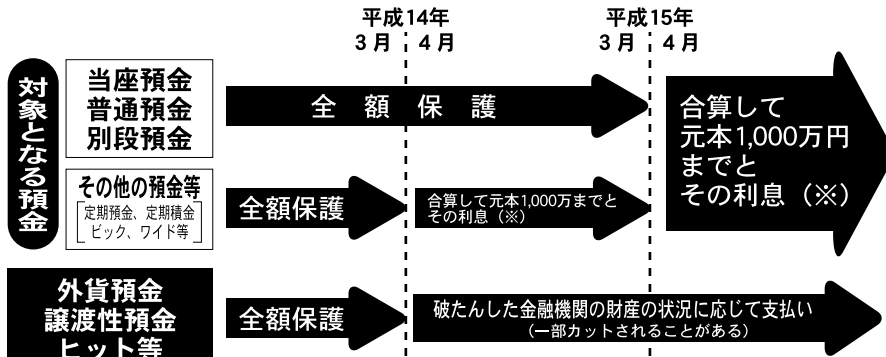 平成14年
3月 4月
平成15年
3月 4月
対象となる預金
当座預金
普通預金
別段預金
全額保護
合算して
元本1,000万円
までと
その利息（※）
その他の預金等
定期預金、定期積金
ビック、ワイド等
全額保護
合算して元本1,000万までと
その利息（※）
外貨預金
譲渡性預金
ヒット等
全額保護
破たんした金融機関の財産の状況に応じて支払い
（一部カットされることがある）